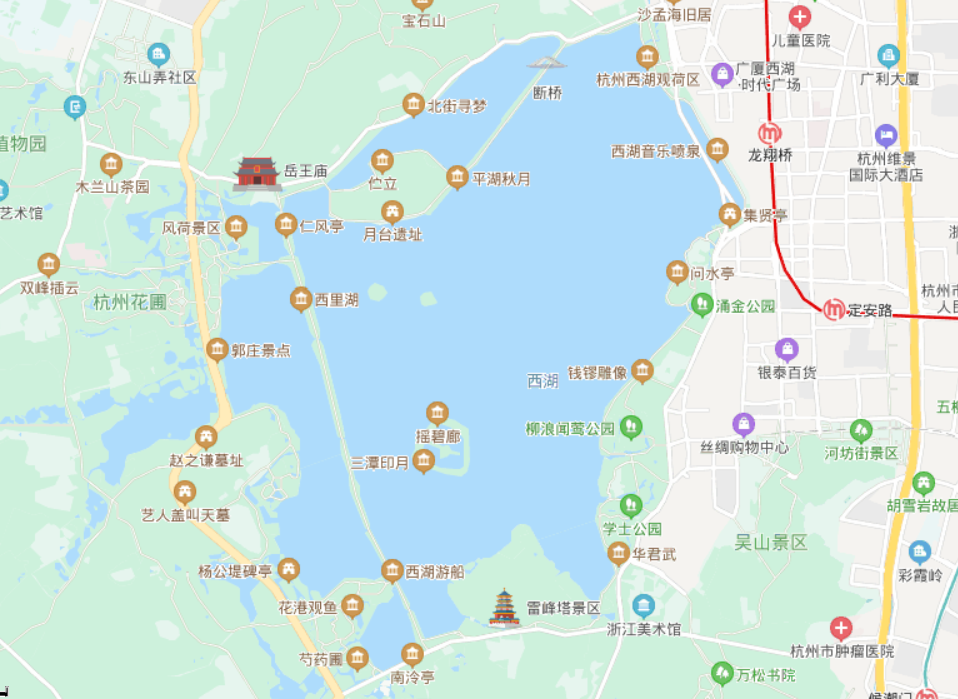 宝石山
沙孟海旧居
儿童医院
东山弄社区
杭州西湖观荷区
广厦西湖
·时代广场
广利大厦
断桥
北街寻梦
植物园
西湖音乐喷泉
龙翔桥
杭州维景
国际大酒店
木兰山茶园
岳王庙
伫立
平湖秋月
艺术馆
风荷景区
仁风亭
月台遗址
集贤亭
双峰插云
杭州花圃
西里湖
问水亭
涌金公园
定安路
杭州市
人民
郭庄景点
西湖
钱镠雕像
银泰百货
摇碧廊
柳浪闻莺公园
丝绸购物中心
五柳
河坊街景区
赵之谦墓址
三潭印月
艺人盖叫天墓
学士公园
胡雪岩故居
吴山景区
华君武
杨公堤碑亭
西湖游船
彩霞岭
花港观鱼
雷峰塔景区
浙江美术馆
杭州市肿瘤医院
芍药圃
南泠亭
万松书院
候潮门